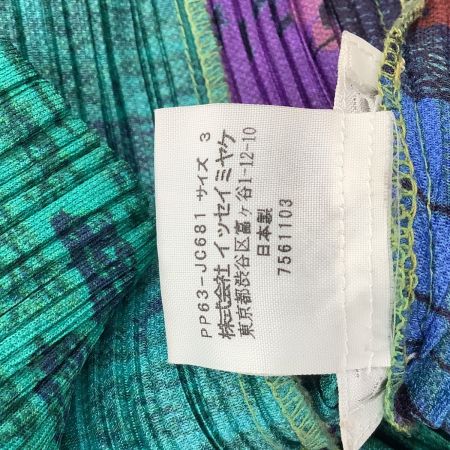 PP63-JC681 サイズ 3
株式会社 イッセイミヤケ
東京都渋谷区富ヶ谷1-12-10
日本製
7561103